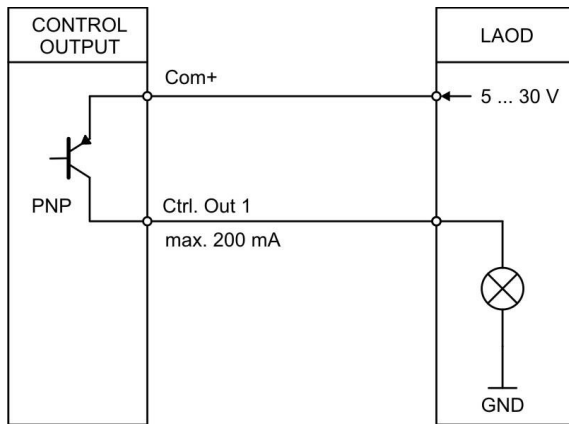 CONTROL
OUTPUT
LAOD
Com+
5 ... 30 V
PNP
Ctrl. Out 1
max. 200 mA
GND